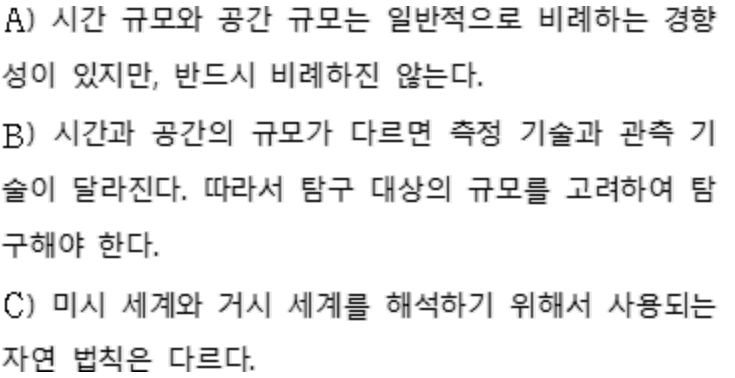 A) 시간 규모와 공간 규모는 일반적으로 비례하는 경향
성이 있지만, 반드시 비례하진 않는다.
B) 시간과 공간의 규모가 다르면 측정 기술과 관측 기
술이 달라진다. 따라서 탐구 대상의 규모를 고려하여 탐
구해야 한다.
C) 미시 세계와 거시 세계를 해석하기 위해서 사용되는
자연 법칙은 다르다.